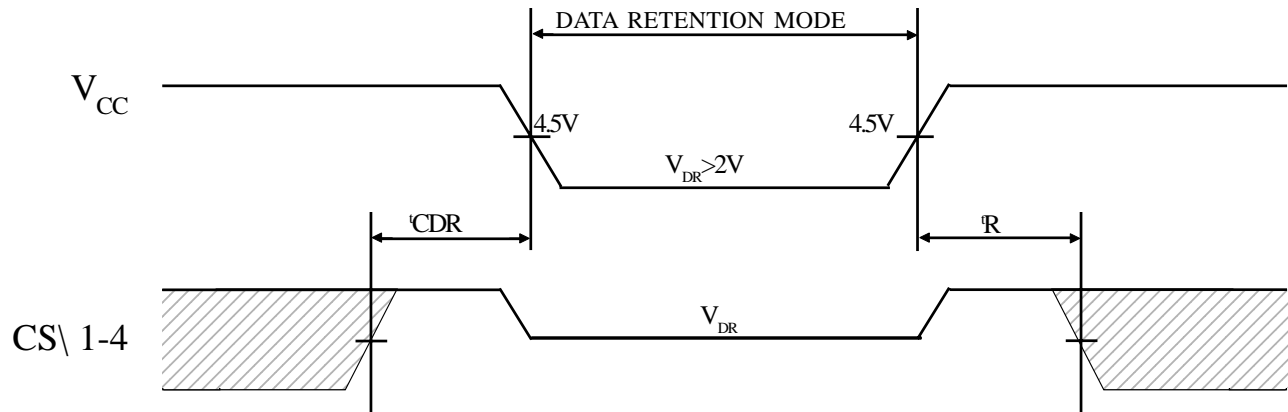 DATA RETENTION MODE
VCC
4.5V 4.5V
VDR>2V
tCDR tR
CS\ 1-4
VDR